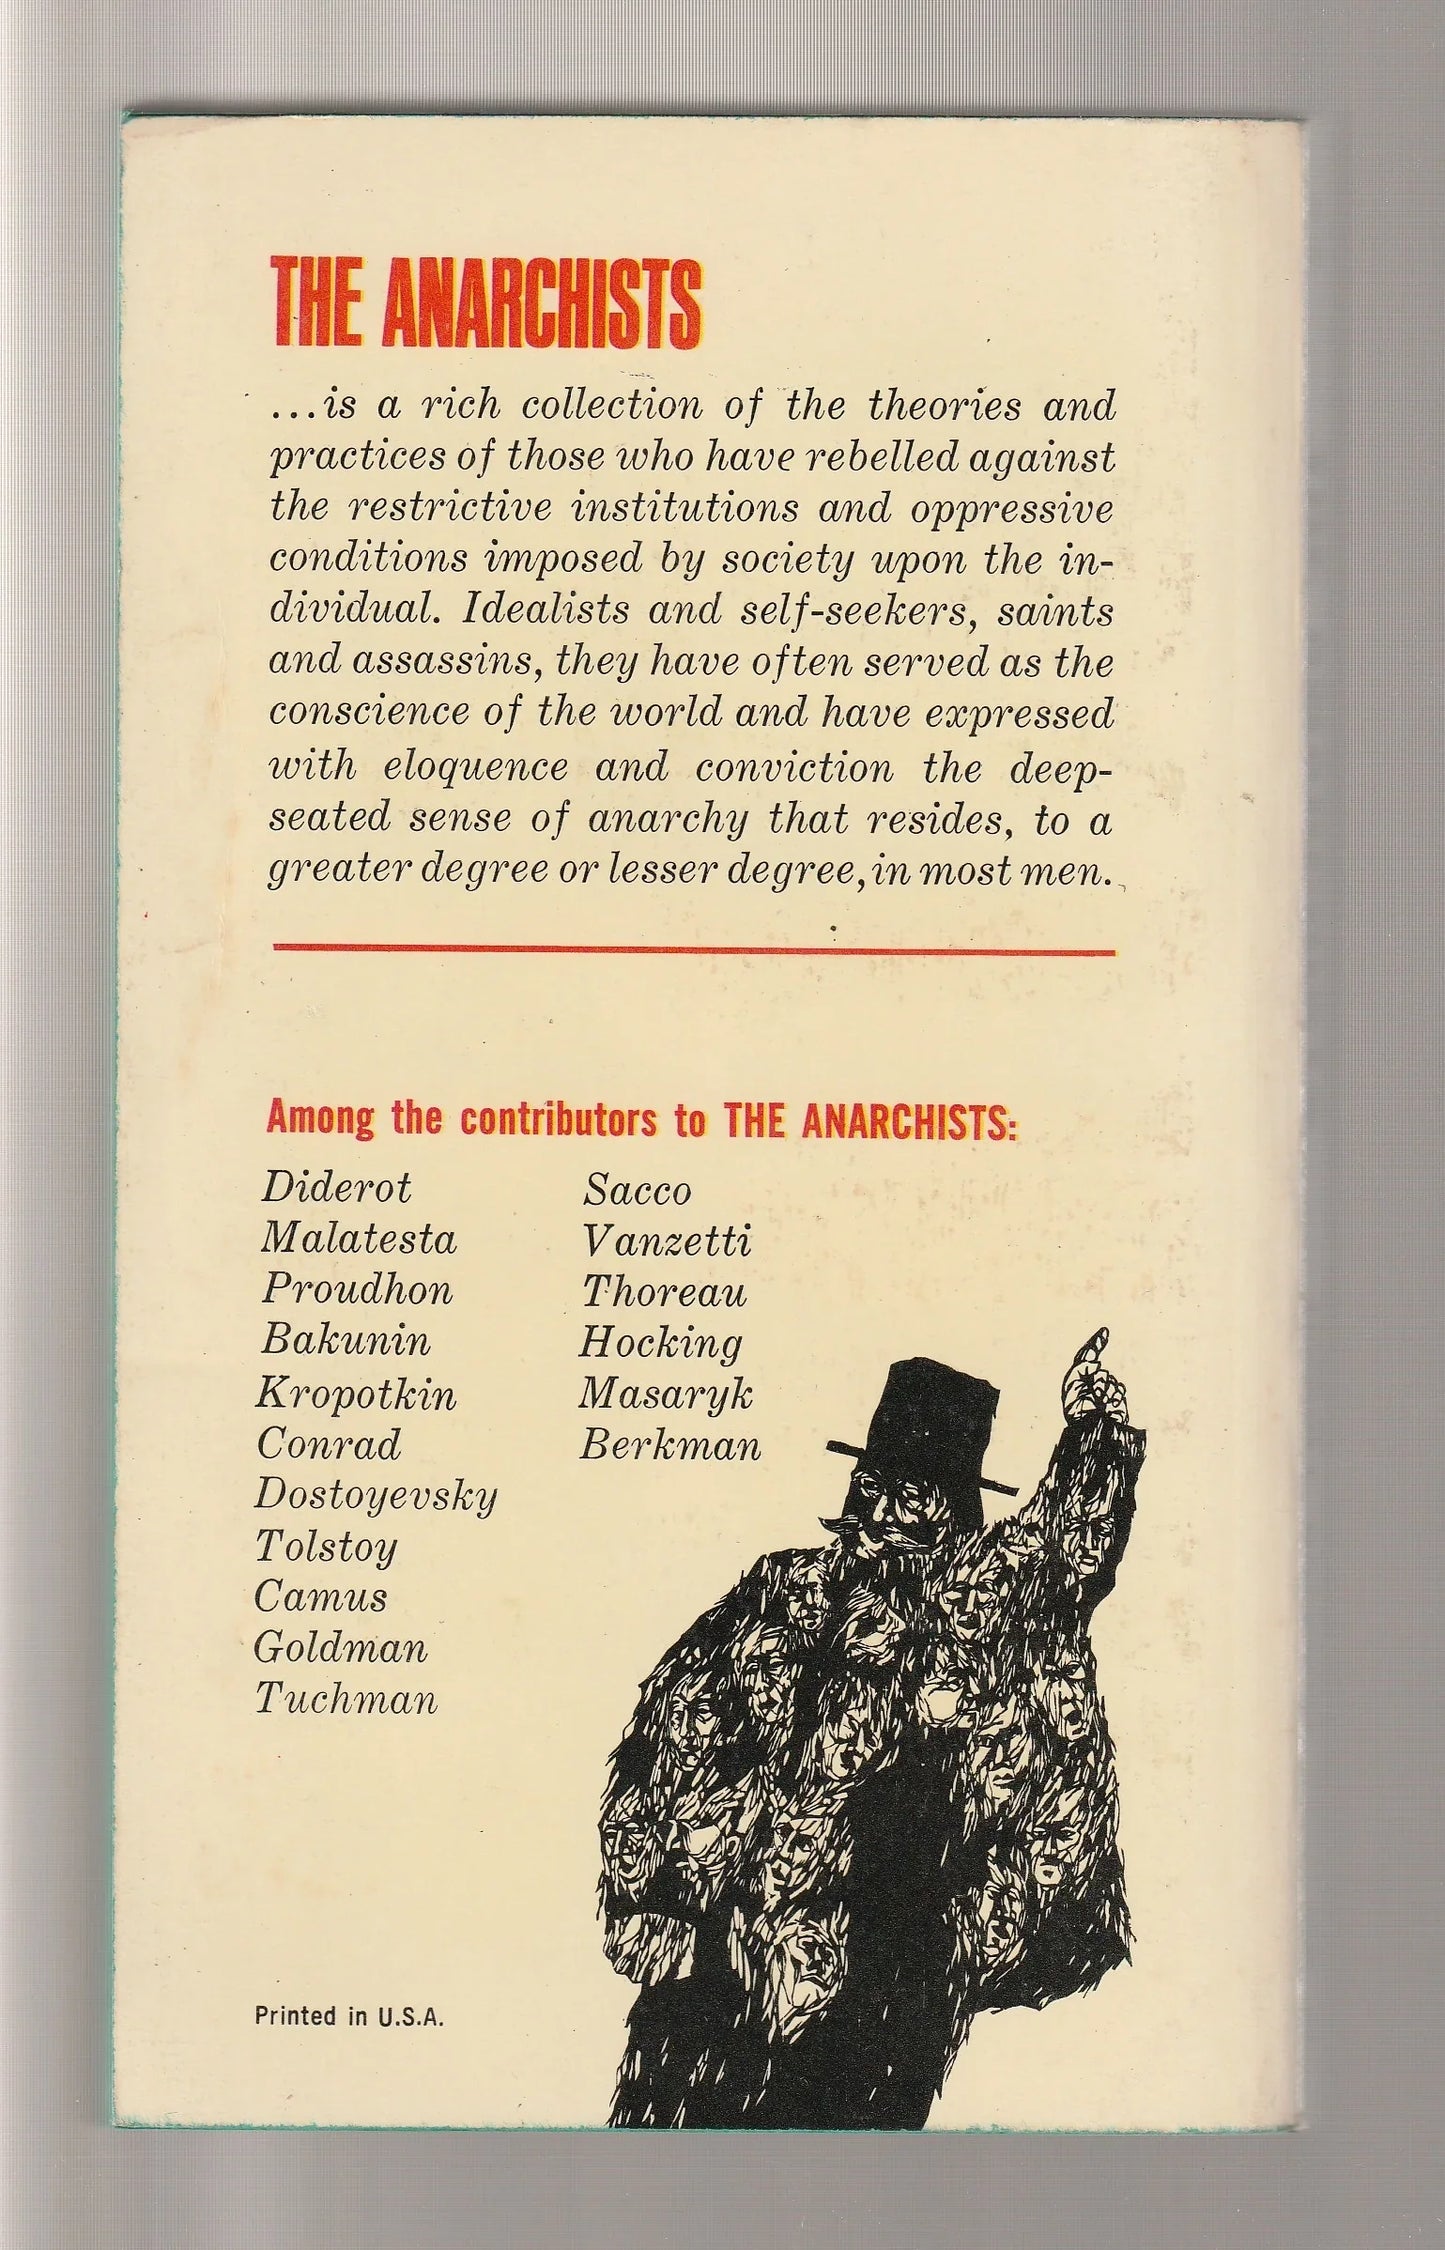 THE ANARCHISTS
...is a rich collection of the theories and
practices of those who have rebelled against
the restrictive institutions and oppressive
conditions imposed by society upon the in-
dividual. Idealists and self-seekers, saints
and assassins, they have often served as the
conscience of the world and have expressed
with eloquence and conviction the deep-
seated sense of anarchy that resides, to a
greater degree or lesser degree, in most men.
Among the contributors to THE ANARCHISTS:
Diderot
Malatesta
Proudhon
Bakunin
Kropotkin
Conrad
Dostoyevsky
Tolstoy
Camus
Goldman
Tuchman
Sacco
Vanzetti
Thoreau
Hocking
Masaryk
Berkman
Printed in U.S.A.